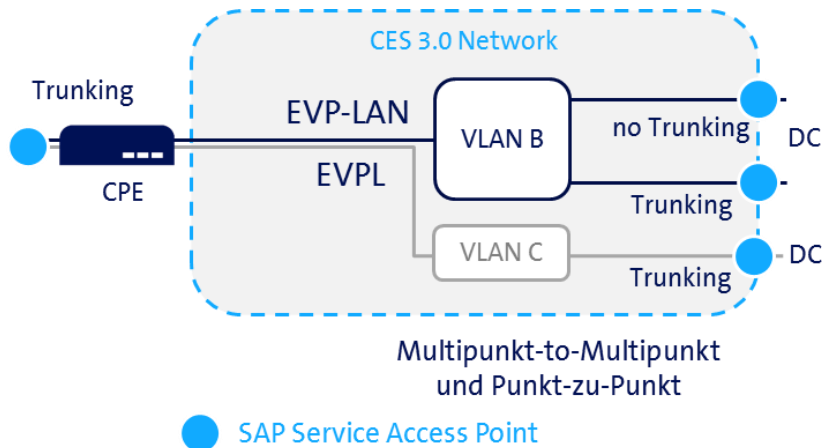 CES 3.0 Network
Trunking
CPE
EVP-LAN
EVPL
VLAN B
no Trunking
DC
Trunking
VLAN C
Trunking
DC
Multipunkt-to-Multipunkt
und Punkt-zu-Punkt
SAP Service Access Point